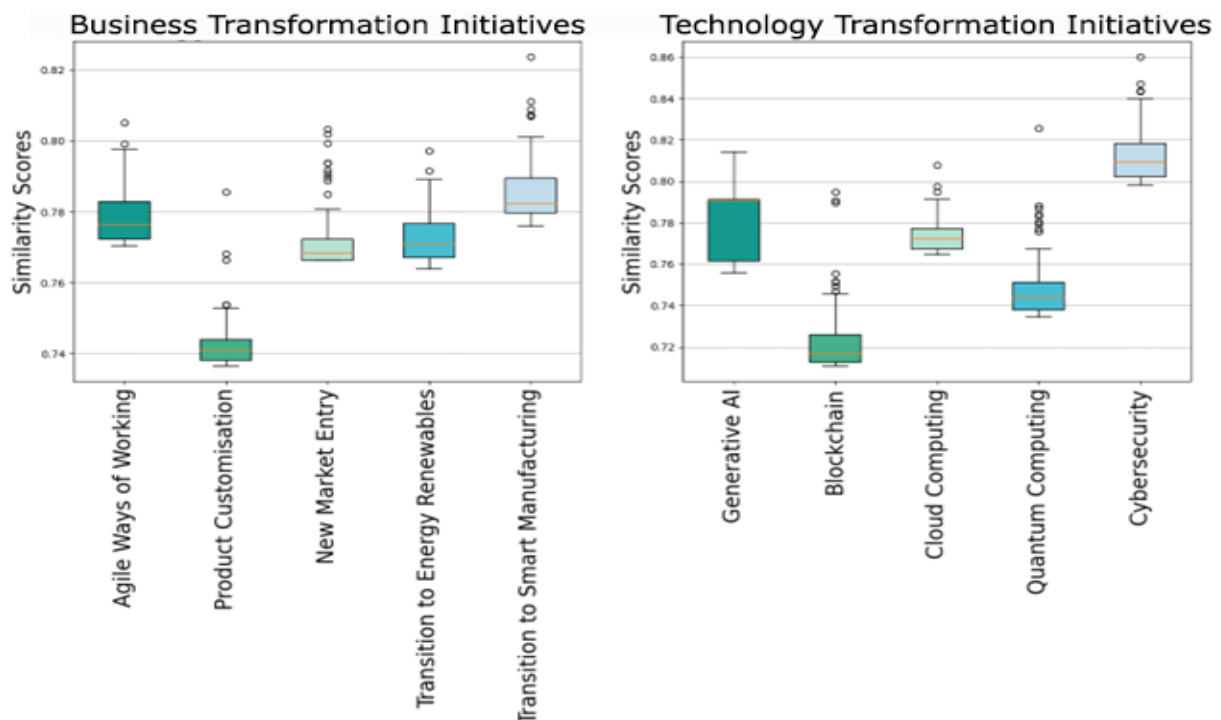 Business Transformation Initiatives
Similarity Scores
0.82
0.80
0.78
0.76
0.74
Agile Ways of Working
Product Customisation
New Market Entry
Transition to Energy Renewables
Transition to Smart Manufacturing
Technology Transformation Initiatives
Similarity Scores
0.86
0.84
0.82
0.80
0.78
0.76
0.74
0.72
Generative AI
Blockchain
Cloud Computing
Quantum Computing
Cybersecurity